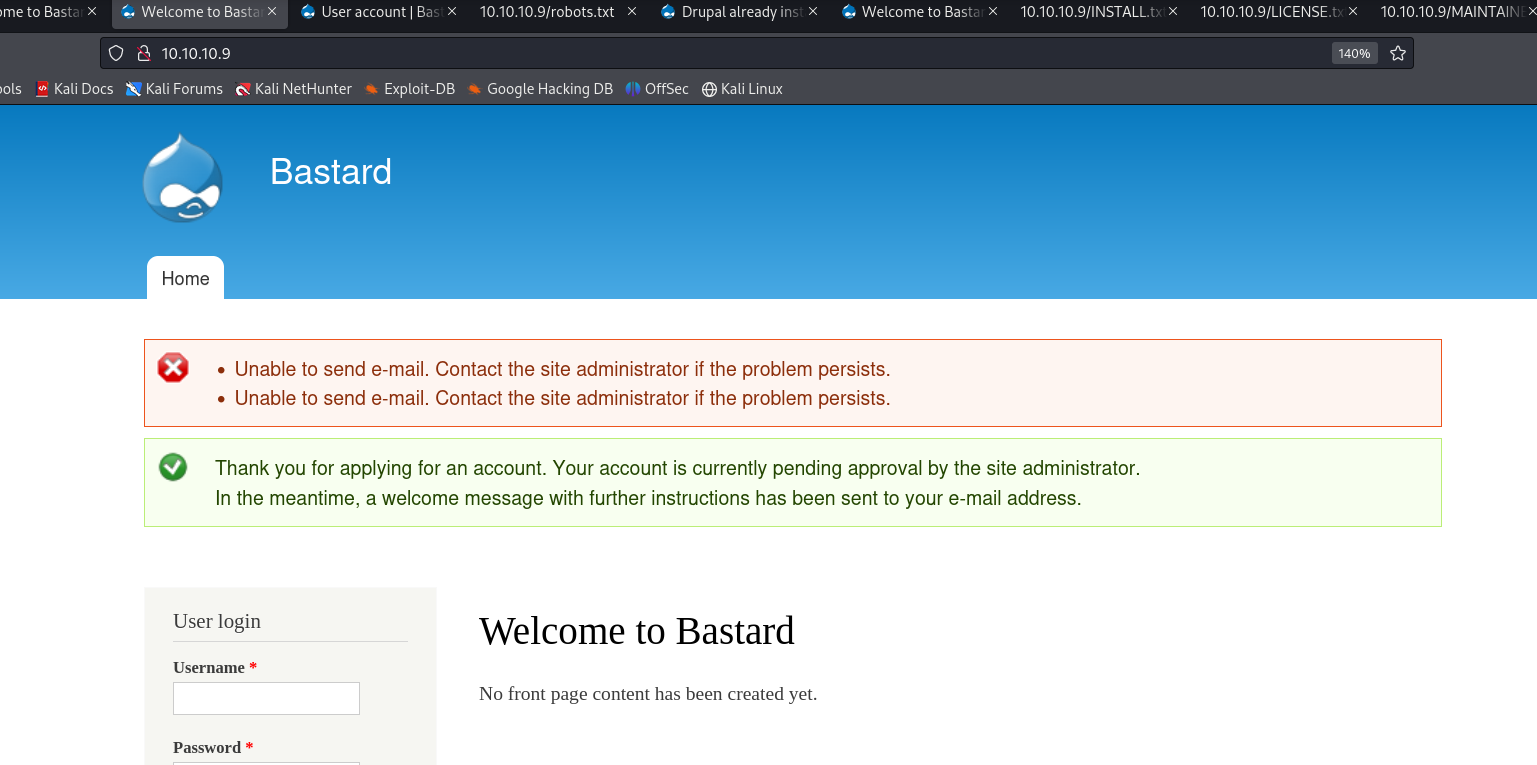 ome to Bastar
Welcome to Bastar
User account | Bast
10.10.10.9/robots.txt
Drupal already inst
Welcome to Bastar
10.10.10.9/INSTALL.tx
10.10.10.9/LICENSE.tx
10.10.10.9/MAINTAINE
10.10.10.9
140%
ools
Kali Docs
Kali Forums
Kali NetHunter
Exploit-DB
Google Hacking DB
OffSec
Kali Linux
Bastard
Home
• Unable to send e-mail. Contact the site administrator if the problem persists.
• Unable to send e-mail. Contact the site administrator if the problem persists.
Thank you for applying for an account. Your account is currently pending approval by the site administrator.
In the meantime, a welcome message with further instructions has been sent to your e-mail address.
User login
Username *
Password *
Welcome to Bastard
No front page content has been created yet.